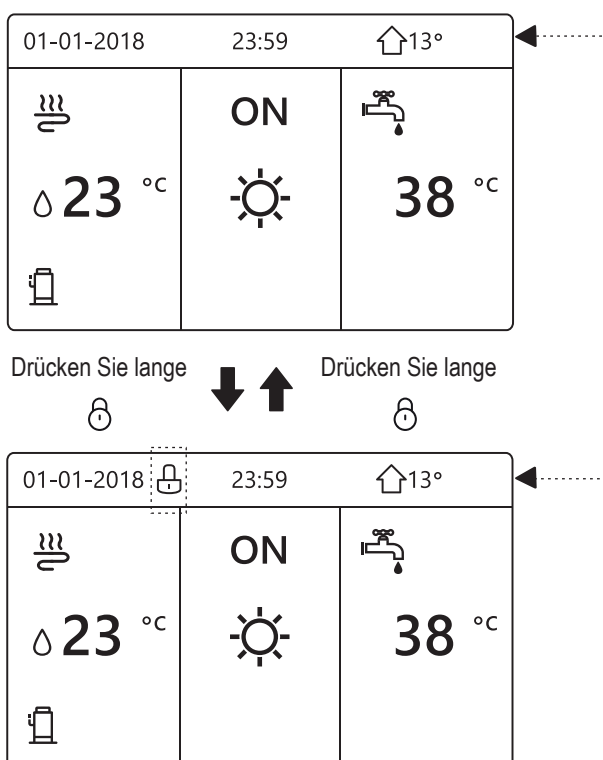 01-01-2018 23:59 13°
ON
23 °C 38 °C
Drücken Sie lange Drücken Sie lange
01-01-2018 23:59 13°
ON
23 °C 38 °C